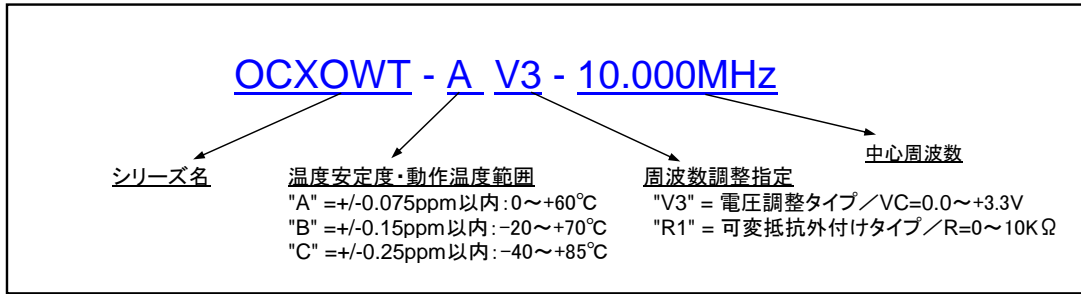 OCXOWT - A V3 - 10.000MHz
中心周波数
シリーズ名
温度安定度・動作温度範囲
"A" =+/-0.075ppm以内:0～+60℃
"B" =+/-0.15ppm以内:-20～+70℃
"C" =+/-0.25ppm以内:-40～+85℃
周波数調整指定
"V3" = 電圧調整タイプ／VC=0.0～+3.3V
"R1" = 可変抵抗外付けタイプ／R=0～10KΩ